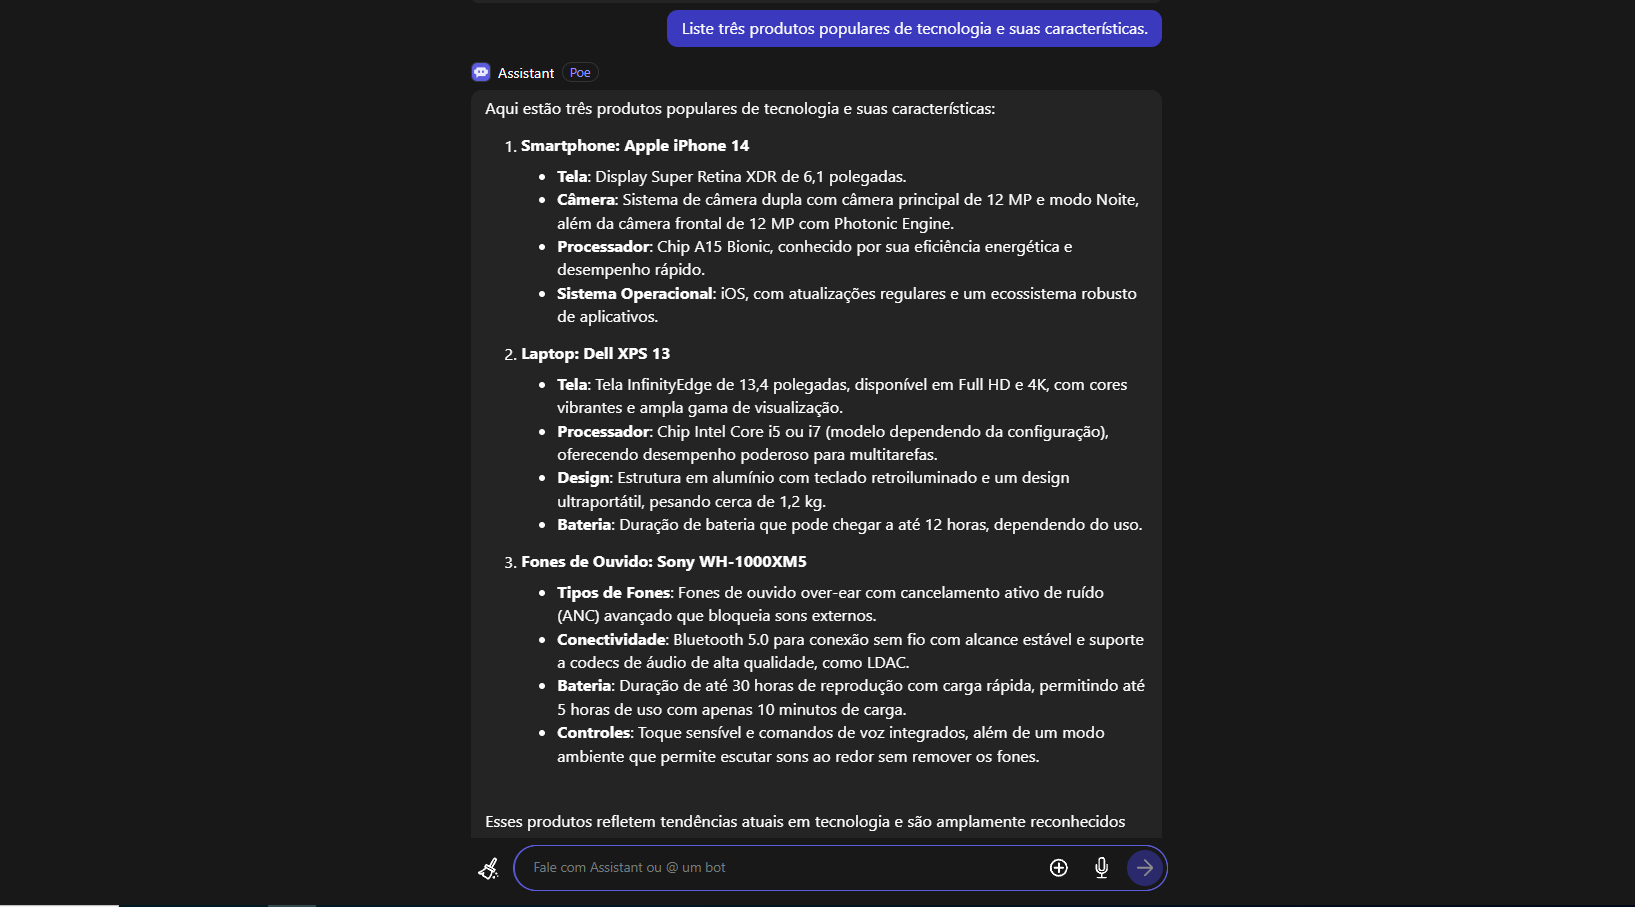 Liste três produtos populares de tecnologia e suas características.
Assistant Poe
Aqui estão três produtos populares de tecnologia e suas características:
1. Smartphone: Apple iPhone 14
• Tela: Display Super Retina XDR de 6,1 polegadas.
• Câmera: Sistema de câmera dupla com câmera principal de 12 MP e modo Noite,
além da câmera frontal de 12 MP com Photonic Engine.
• Processador: Chip A15 Bionic, conhecido por sua eficiência energética e
desempenho rápido.
• Sistema Operacional: iOS, com atualizações regulares e um ecossistema robusto
de aplicativos.
2. Laptop: Dell XPS 13
• Tela: Tela InfinityEdge de 13,4 polegadas, disponível em Full HD e 4K, com cores
vibrantes e ampla gama de visualização.
• Processador: Chip Intel Core i5 ou i7 (modelo dependendo da configuração),
oferecendo desempenho poderoso para multitarefas.
• Design: Estrutura em alumínio com teclado retroiluminado e um design
ultraportátil, pesando cerca de 1,2 kg.
• Bateria: Duração de bateria que pode chegar a até 12 horas, dependendo do uso.
3. Fones de Ouvido: Sony WH-1000XM5
• Tipos de Fones: Fones de ouvido over-ear com cancelamento ativo de ruído
(ANC) avançado que bloqueia sons externos.
• Conectividade: Bluetooth 5.0 para conexão sem fio com alcance estável e suporte
a codecs de áudio de alta qualidade, como LDAC.
• Bateria: Duração de até 30 horas de reprodução com carga rápida, permitindo até
5 horas de uso com apenas 10 minutos de carga.
• Controles: Toque sensível e comandos de voz integrados, além de um modo
ambiente que permite escutar sons ao redor sem remover os fones.
Esses produtos refletem tendências atuais em tecnologia e são amplamente reconhecidos
Fale com Assistant ou @ um bot